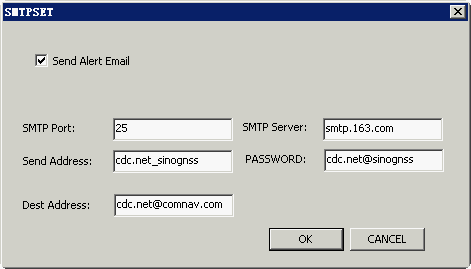 SMTPSET
Send Alert Email
SMTP Port: 25 SMTP Server: smtp.163.com
Send Address: cdc.net_sinognss PASSWORD: cdc.net@sinognss
Dest Address: cdc.net@comnav.com
OK CANCEL